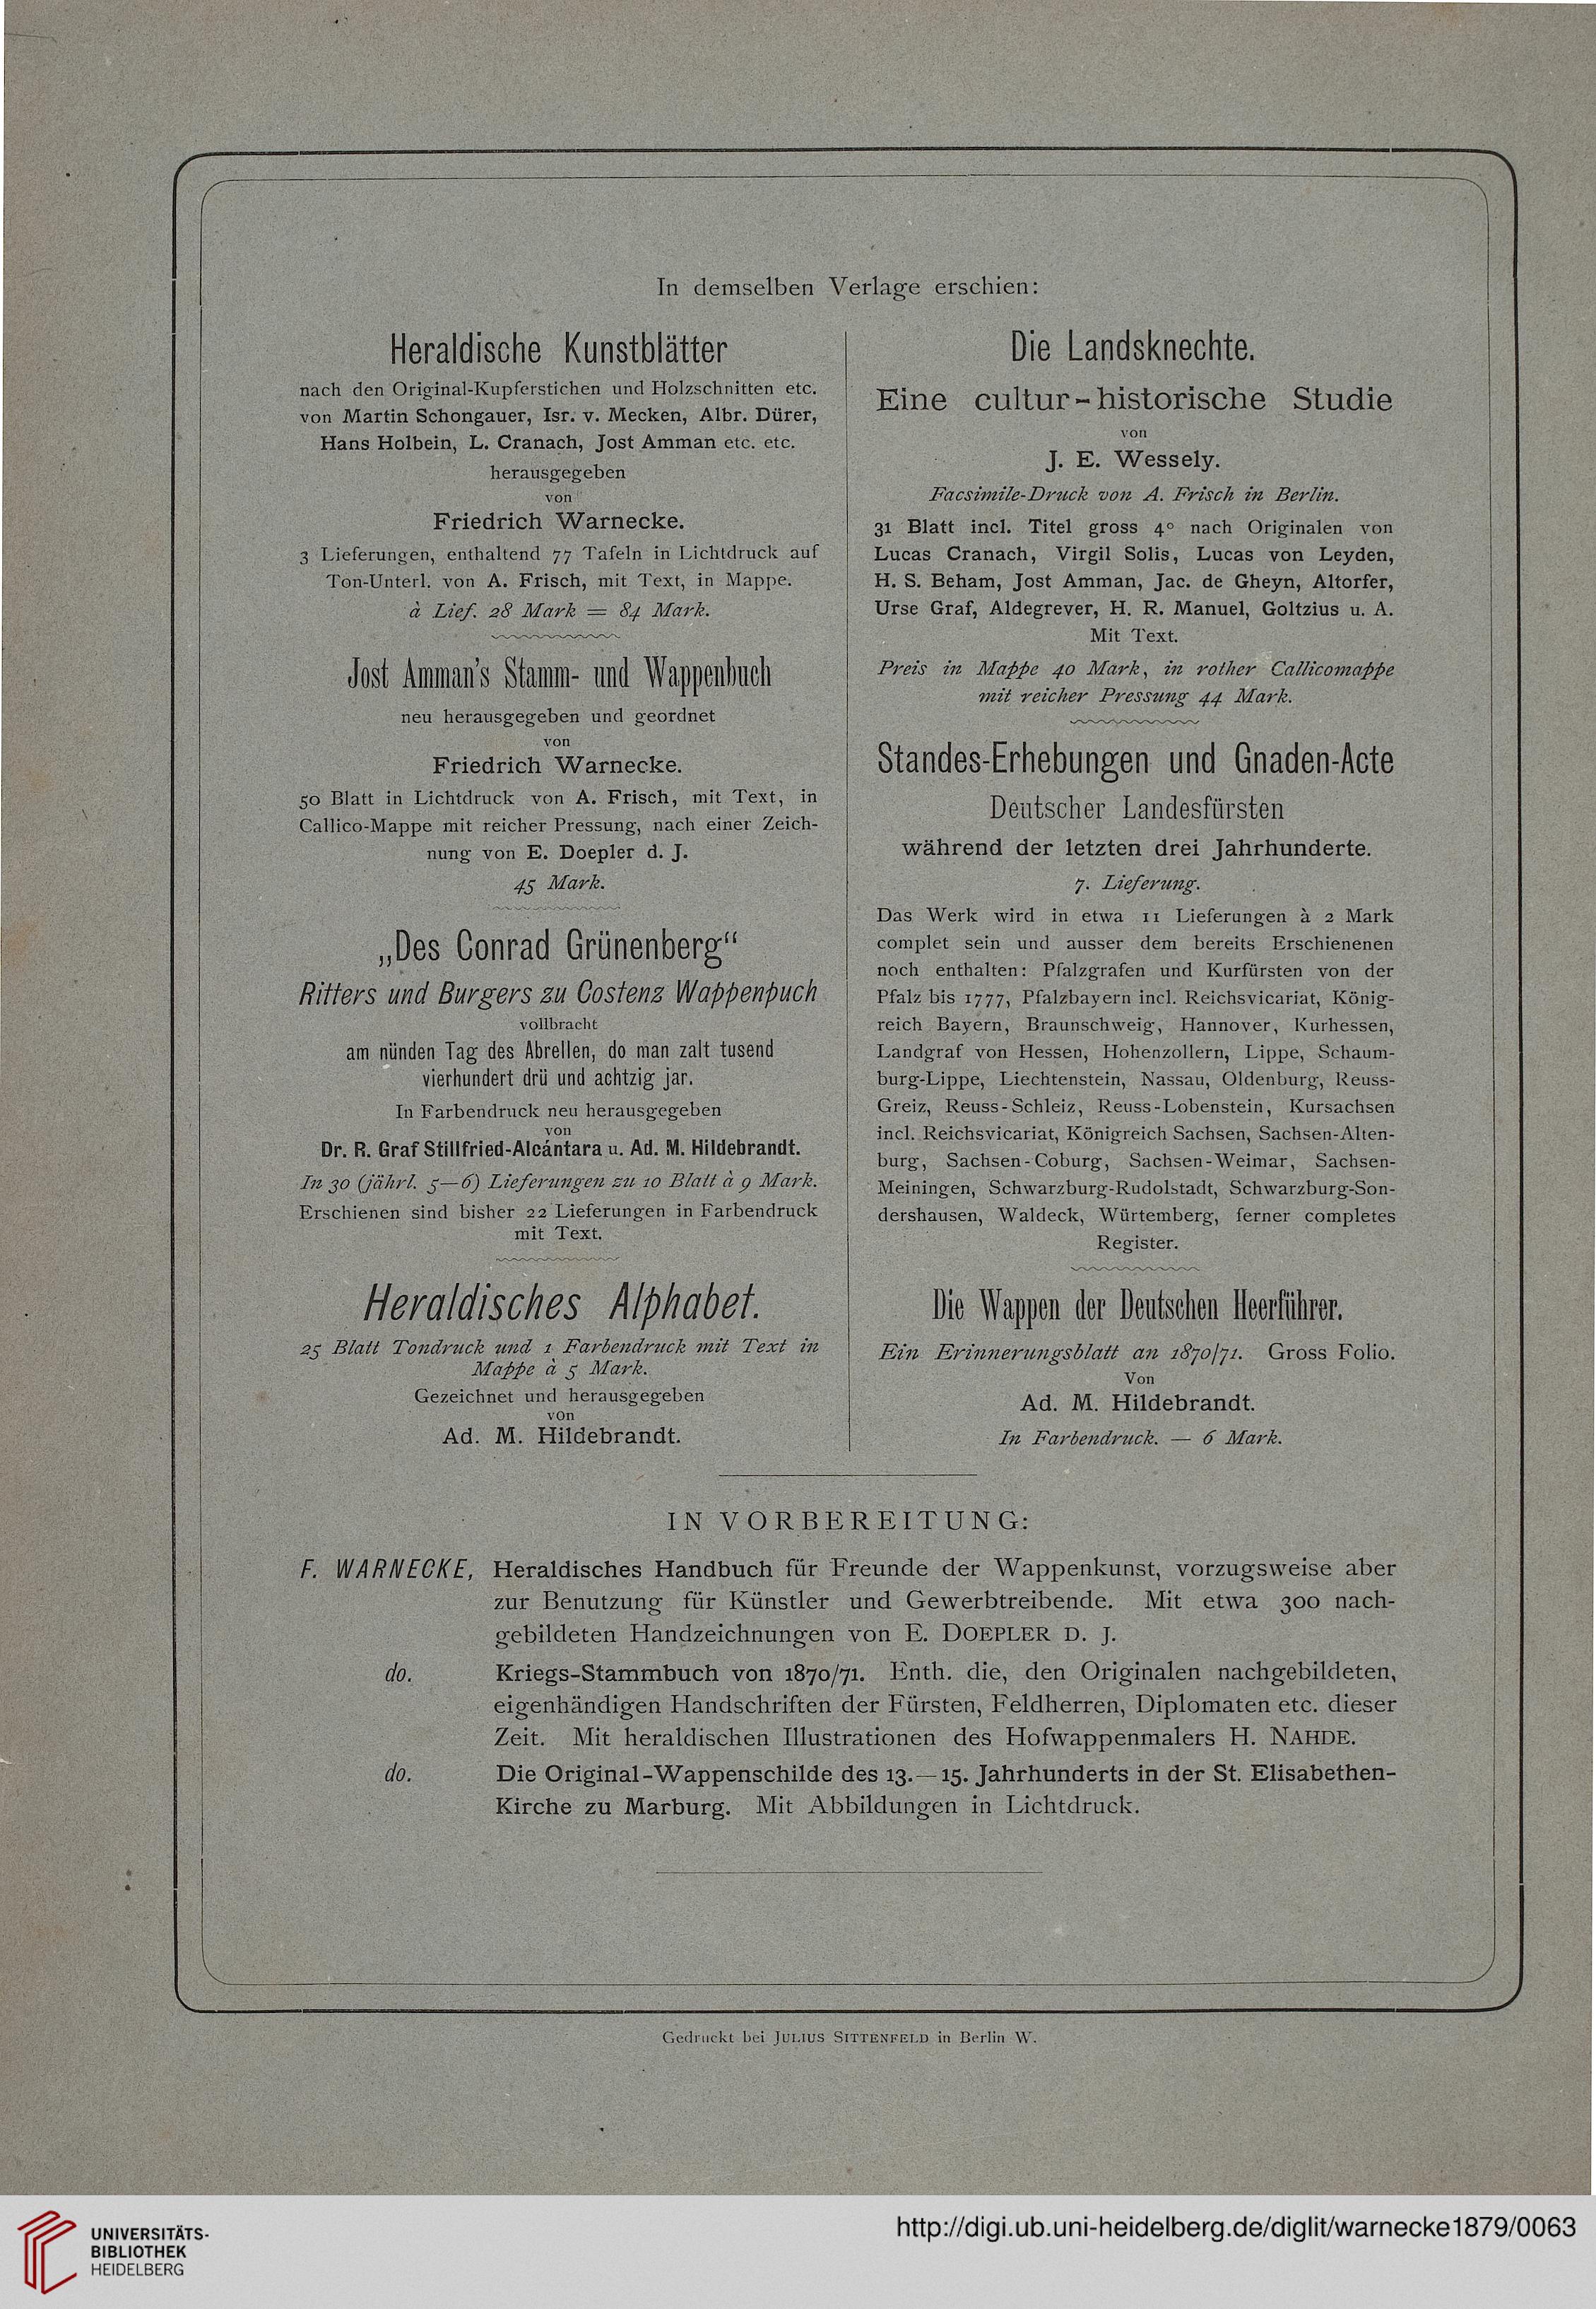 In demselben Verlage erschien:
Heraldische Kunstblätter
nach den Original-Kupferstichen und Holzschnitten etc.
von Martin Schongauer, Isr. v. Mecken, Albr. Dürer,
Hans Holbein, L. Cranach, Jost Amman etc. etc.
herausgegeben
von
Friedrich Warnecke.
3 Lieferungen, enthaltend 77 Tafeln in Lichtdruck auf
Ton-Unterl. von A. Frisch, mit Text, in Mappe.
à Lief. 28 Mark = 84 Mark.
Jost Amman's Stamm- und Wappenbuch
neu herausgegeben und geordnet
von
Friedrich Warnecke.
50 Blatt in Lichtdruck von A. Frisch, mit Text, in
Callico-Mappe mit reicher Pressung, nach einer Zeich-
nung von E. Doepler d. J.
45 Mark.
„Des Conrad Grünenberg“
Ritters und Burgers zu Costenz Wappenpuch
vollbracht
am nünden Tag des Abrellen, do man zalt tusend
vierhundert drü und achtzig jar.
In Farbendruck neu herausgegeben
von
Dr. R. Graf Stillfried-Alcántara u. Ad. M. Hildebrandt.
In 30 (jährl. 5—6) Lieferungen zu 10 Blatt à 9 Mark.
Erschienen sind bisher 22 Lieferungen in Farbendruck
mit Text.
Heraldisches Alphabet.
25 Blatt Tondruck und 1 Farbendruck mit Text in
Mappe à 5 Mark.
Gezeichnet und herausgegeben
von
Ad. M. Hildebrandt.
Die Landsknechte.
Eine cultur-historische Studie
von
J. E. Wessely.
Facsimile-Druck von A. Frisch in Berlin.
31 Blatt incl. Titel gross 4° nach Originalen von
Lucas Cranach, Virgil Solis, Lucas von Leyden,
H. S. Beham, Jost Amman, Jac. de Gheyn, Altorfer,
Urse Graf, Aldegrever, H. R. Manuel, Goltzius u. A.
Mit Text.
Preis in Mappe 40 Mark, in rother Callicomappe
mit reicher Pressung 44 Mark.
Standes-Erhebungen und Gnaden-Acte
Deutscher Landesfürsten
während der letzten drei Jahrhunderte.
7. Lieferung.
Das Werk wird in etwa 11 Lieferungen à 2 Mark
complet sein und ausser dem bereits Erschienenen
noch enthalten: Pfalzgrafen und Kurfürsten von der
Pfalz bis 1777, Pfalzbayern incl. Reichsvicariat, König-
reich Bayern, Braunschweig, Hannover, Kurhessen,
Landgraf von Hessen, Hohenzollern, Lippe, Schaum-
burg-Lippe, Liechtenstein, Nassau, Oldenburg, Reuss-
Greiz, Reuss-Schleiz, Reuss-Lobenstein, Kursachsen
incl. Reichsvicariat, Königreich Sachsen, Sachsen-Alten-
burg, Sachsen-Coburg, Sachsen-Weimar, Sachsen-
Meiningen, Schwarzburg-Rudolstadt, Schwarzburg-Son-
dershausen, Waldeck, Würtemberg, ferner completes
Register.
Die Wappen der Deutschen Heerführer.
Ein Erinnerungsblatt an 1870/71. Gross Folio.
Von
Ad. M. Hildebrandt.
In Farbendruck. — 6 Mark.
IN VORBEREITUNG:
F. WARNECKE, Heraldisches Handbuch für Freunde der Wappenkunst, vorzugsweise aber
zur Benutzung für Künstler und Gewerbtreibende. Mit etwa 300 nach-
gebildeten Handzeichnungen von E. DOEPLER D. J.
do. Kriegs-Stammbuch von 1870/71. Enth. die, den Originalen nachgebildeten,
eigenhändigen Handschriften der Fürsten, Feldherren, Diplomaten etc. dieser
Zeit. Mit heraldischen Illustrationen des Hofwappenmalers H. NAHDE.
do. Die Original-Wappenschilde des 13.—15. Jahrhunderts in der St. Elisabethen-
Kirche zu Marburg. Mit Abbildungen in Lichtdruck.
Gedruckt bei JULIUS SITTENFELD in Berlin W.
UNIVERSITÄTS-
BIBLIOTHEK
HEIDELBERG
http://digi.ub.uni-heidelberg.de/diglit/warnecke1879/0063